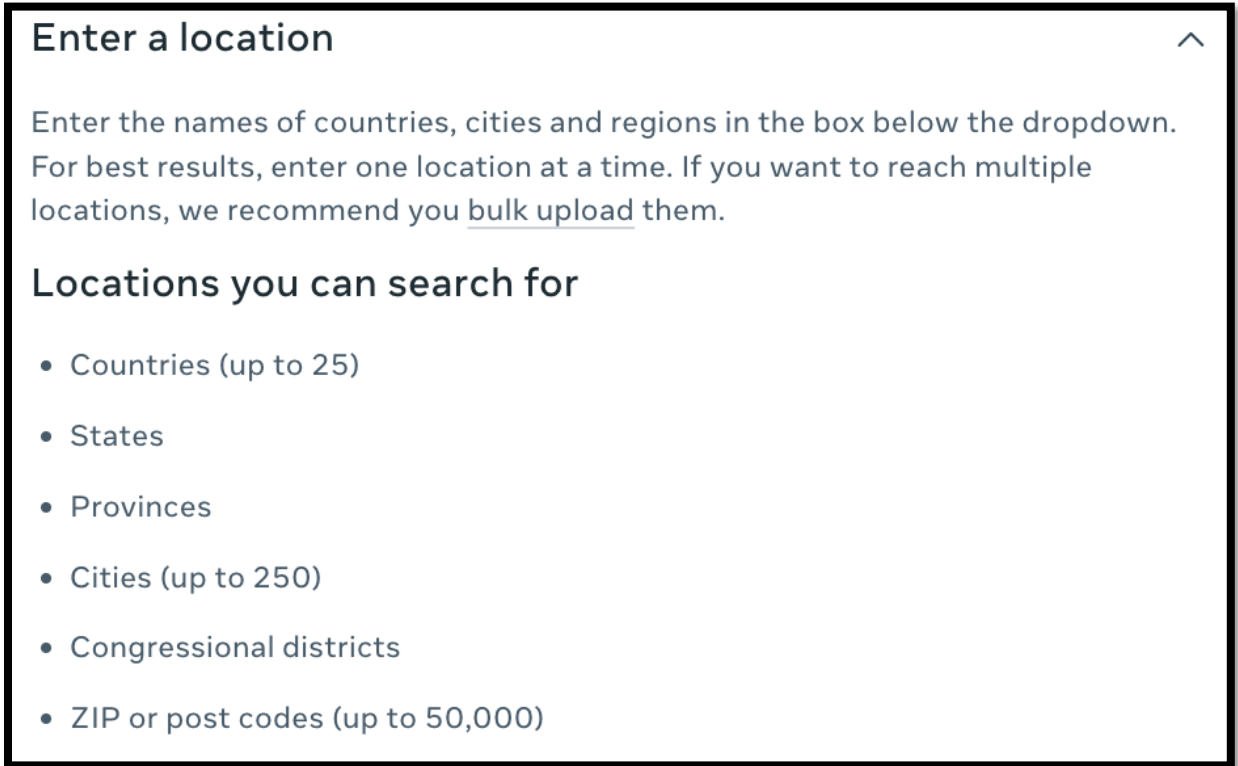 Enter a location
Enter the names of countries, cities and regions in the box below the dropdown.
For best results, enter one location at a time. If you want to reach multiple
locations, we recommend you bulk upload them.
Locations you can search for
• Countries (up to 25)
• States
• Provinces
• Cities (up to 250)
• Congressional districts
• ZIP or post codes (up to 50,000)